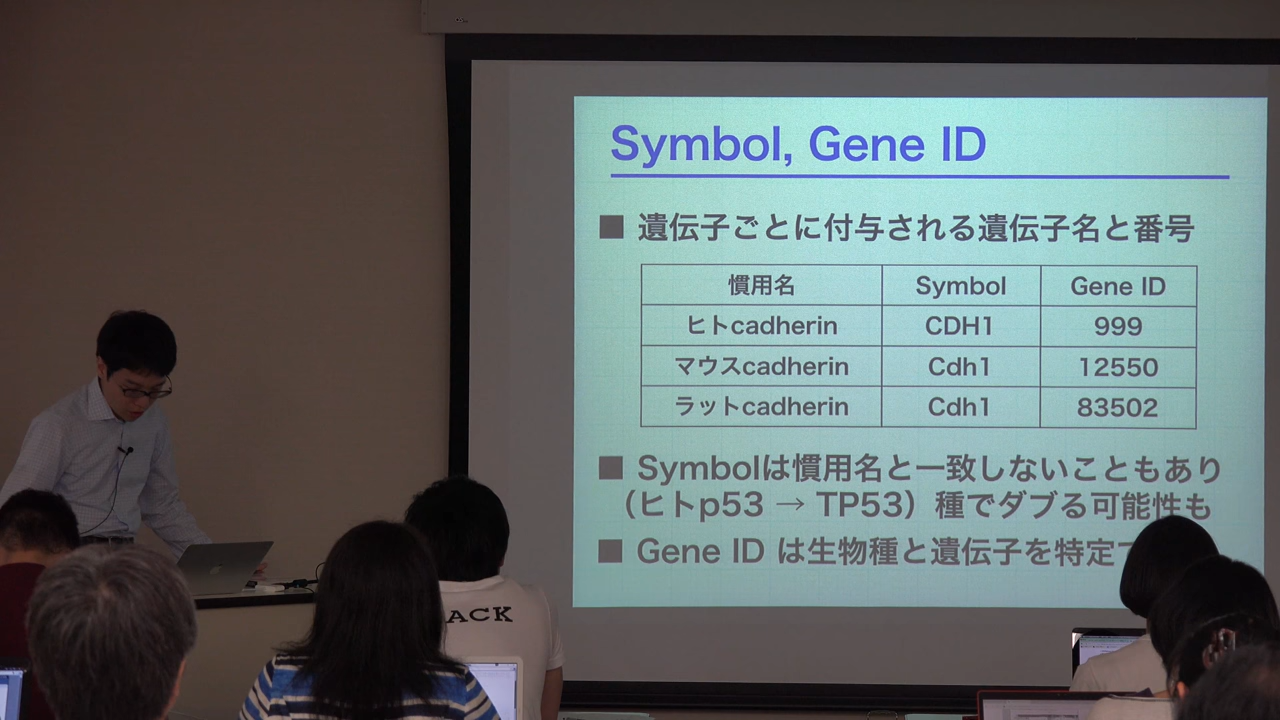 Symbol, Gene ID
■ 遺伝子ごとに付与される遺伝子名と番号
慣用名 Symbol Gene ID
ヒトcadherin CDH1 999
マウスcadherin Cdh1 12550
ラットcadherin Cdh1 83502
■ Symbolは慣用名と一致しないこともあり
（ヒトp53 → TP53）種でダブる可能性も
■ Gene ID は生物種と遺伝子を特定
ACK